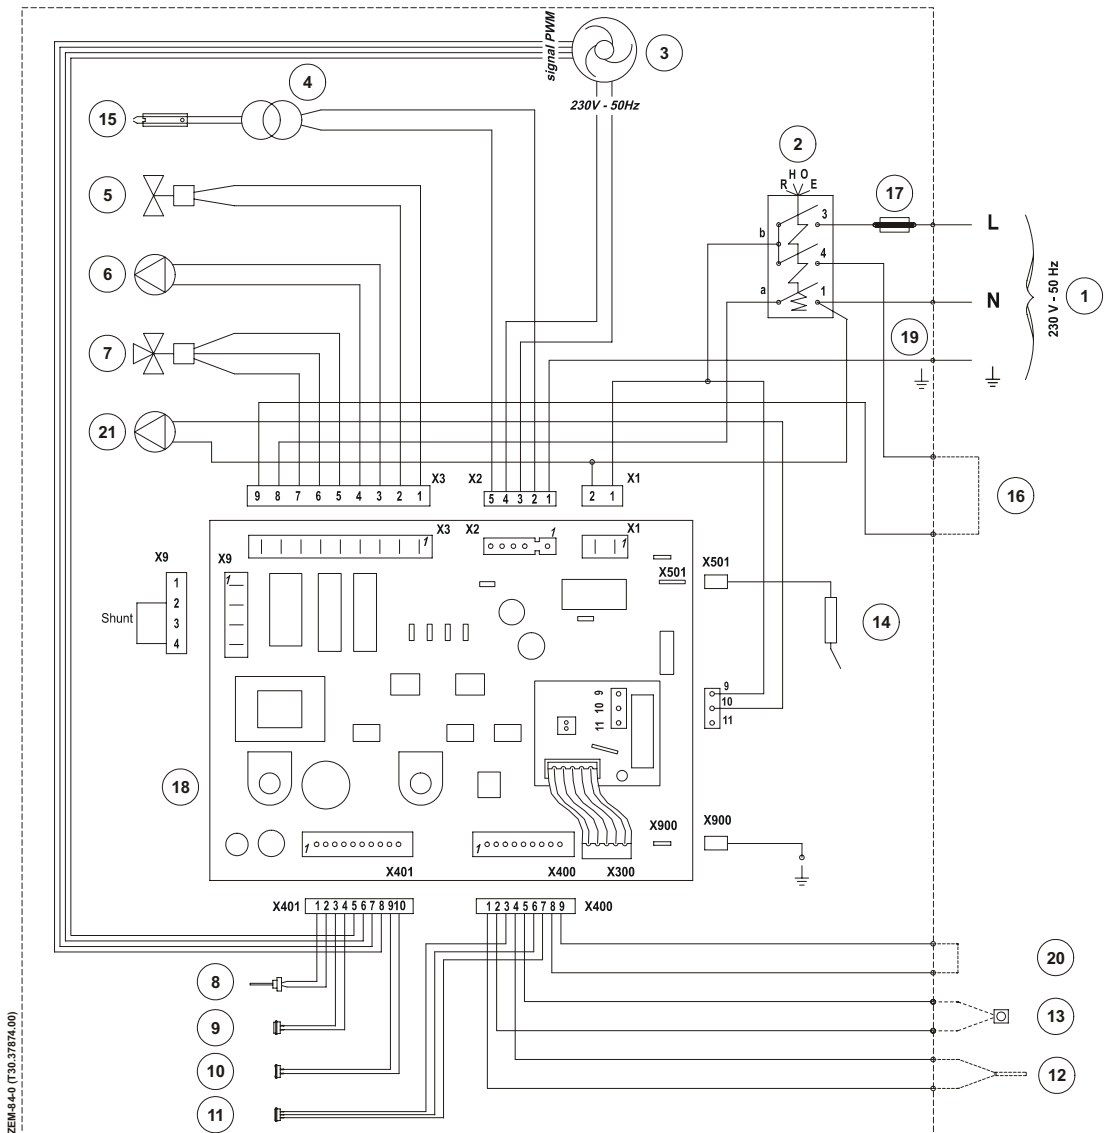 signal PWM
3
4
230V - 50Hz
15
2
H O
R E
17
5
3
L
b
4
6
a
1
N
230 V - 50 Hz
1
7
19
21
X3
X2
X1
9 8 7 6 5 4 3 2 1
5 4 3 2 1
2 1
16
X3
X2
X1
1
1
1
X9
X9
X501
X501
1
1
2
Shunt
3
4
14
9
10
11
9
10
11
18
X900
X900
1
1
X401
X400
X300
X401
1 2 3 4 5 6 7 8 9 10
1 2 3 4 5 6 7 8 9
X400
20
8
13
9
10
12
11
ZEM-84-0 (T30.37874.00)